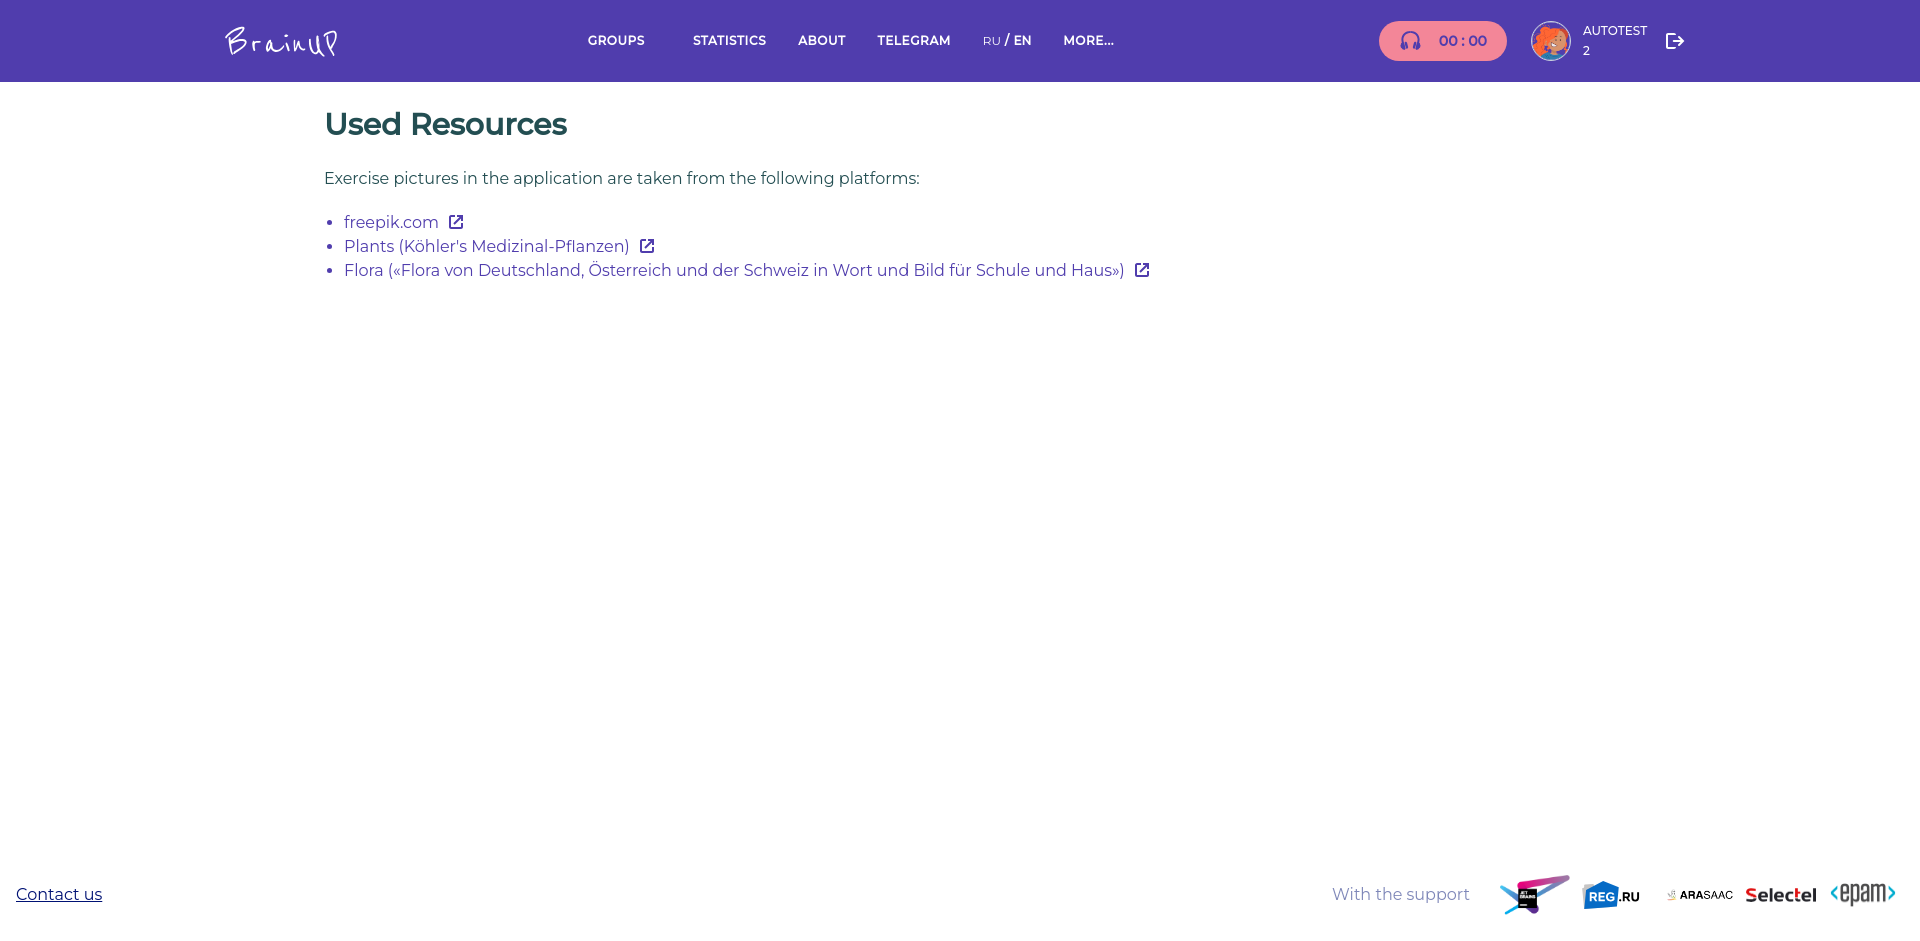 BrainUP
GROUPS STATISTICS ABOUT TELEGRAM RU / EN MORE...
00 : 00
AUTOTEST
2
Used Resources
Exercise pictures in the application are taken from the following platforms:
freepik.com
Plants (Köhler's Medizinal-Pflanzen)
Flora («Flora von Deutschland, Österreich und der Schweiz in Wort und Bild für Schule und Haus»)
Contact us
With the support
JET
BRAINS
REG.RU
ARASAAC
Selectel
<epam>